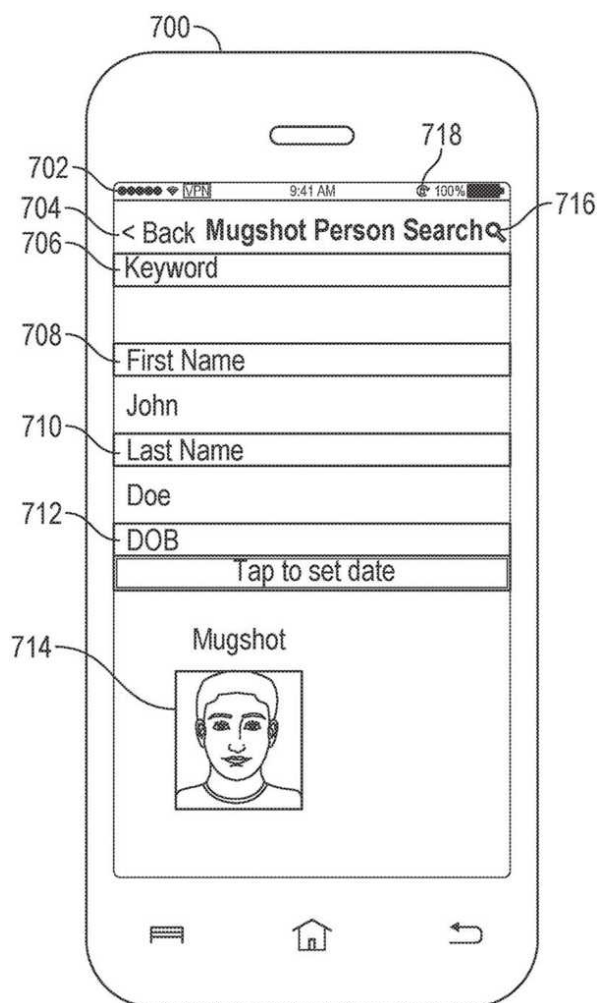 700
718
702
VPN 9:41 AM 100%
716
704
< Back Mugshot Person Search
706
Keyword
708
First Name
John
710
Last Name
Doe
712
DOB
Tap to set date
Mugshot
714